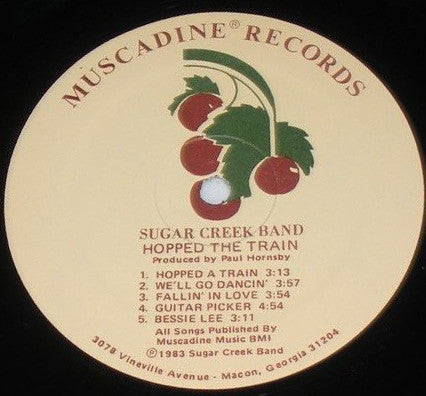 MUSCADINE® RECORDS
SUGAR CREEK BAND
HOPPED THE TRAIN
Produced by Paul Hornsby
1. HOPPED A TRAIN 3:13
2. WE'LL GO DANCIN' 3:57
3. FALLIN' IN LOVE 3:54
4. GUITAR PICKER 4:54
5. BESSIE LEE 3:11
All Songs Published By
Muscadine Music BMI
℗1983 Sugar Creek Band
3078 Vineville Avenue - Macon, Georgia 31204